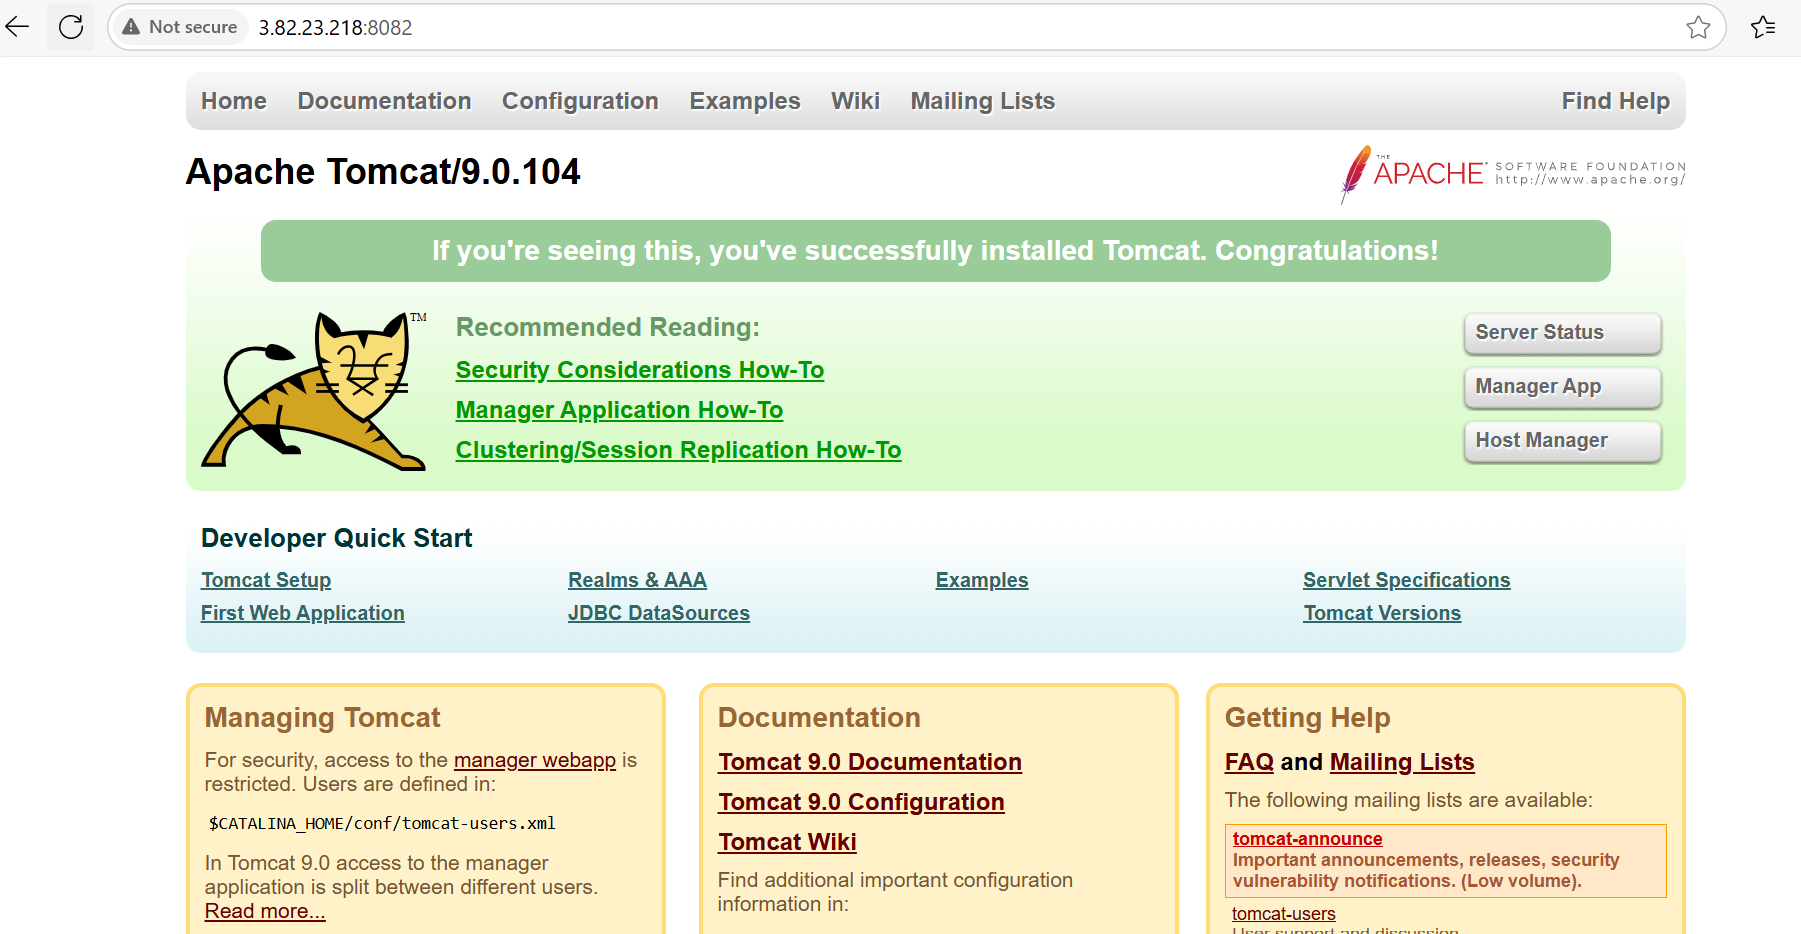 Not secure 3.82.23.218:8082
Home Documentation Configuration Examples Wiki Mailing Lists Find Help
Apache Tomcat/9.0.104
THE APACHE SOFTWARE FOUNDATION
http://www.apache.org/
If you're seeing this, you've successfully installed Tomcat. Congratulations!
TM
Recommended Reading:
Security Considerations How-To
Manager Application How-To
Clustering/Session Replication How-To
Server Status
Manager App
Host Manager
Developer Quick Start
Tomcat Setup
First Web Application
Realms & AAA
JDBC DataSources
Examples
Servlet Specifications
Tomcat Versions
Managing Tomcat
For security, access to the manager webapp is
restricted. Users are defined in:
$CATALINA_HOME/conf/tomcat-users.xml
In Tomcat 9.0 access to the manager
application is split between different users.
Read more...
Documentation
Tomcat 9.0 Documentation
Tomcat 9.0 Configuration
Tomcat Wiki
Find additional important configuration
information in:
Getting Help
FAQ and Mailing Lists
The following mailing lists are available:
tomcat-announce
Important announcements, releases, security
vulnerability notifications. (Low volume).
tomcat-users
User support and discussion